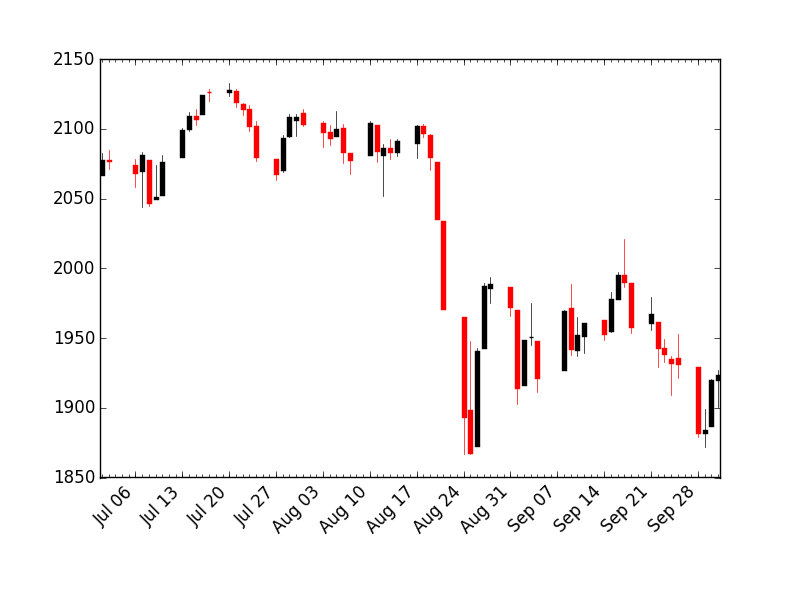 2150
2100
2050
2000
1950
1900
1850
Jul 06
Jul 13
Jul 20
Jul 27
Aug 03
Aug 10
Aug 17
Aug 24
Aug 31
Sep 07
Sep 14
Sep 21
Sep 28